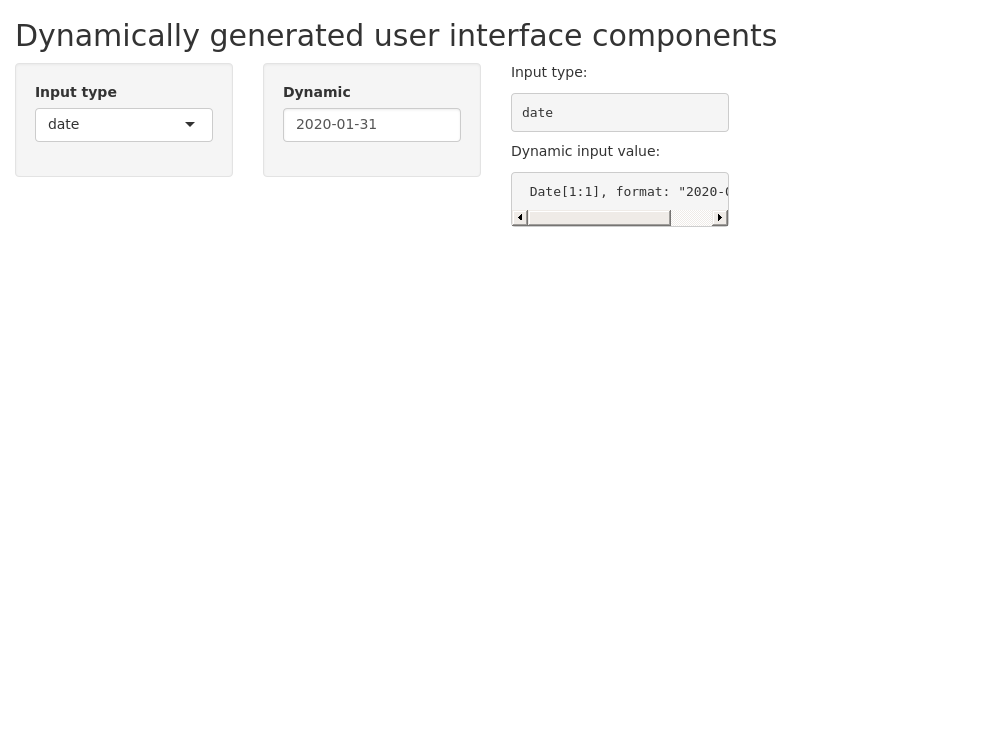 Dynamically generated user interface components
Input type
date
Dynamic
2020-01-31
Input type:
date
Dynamic input value:
Date[1:1], format: "2020-0